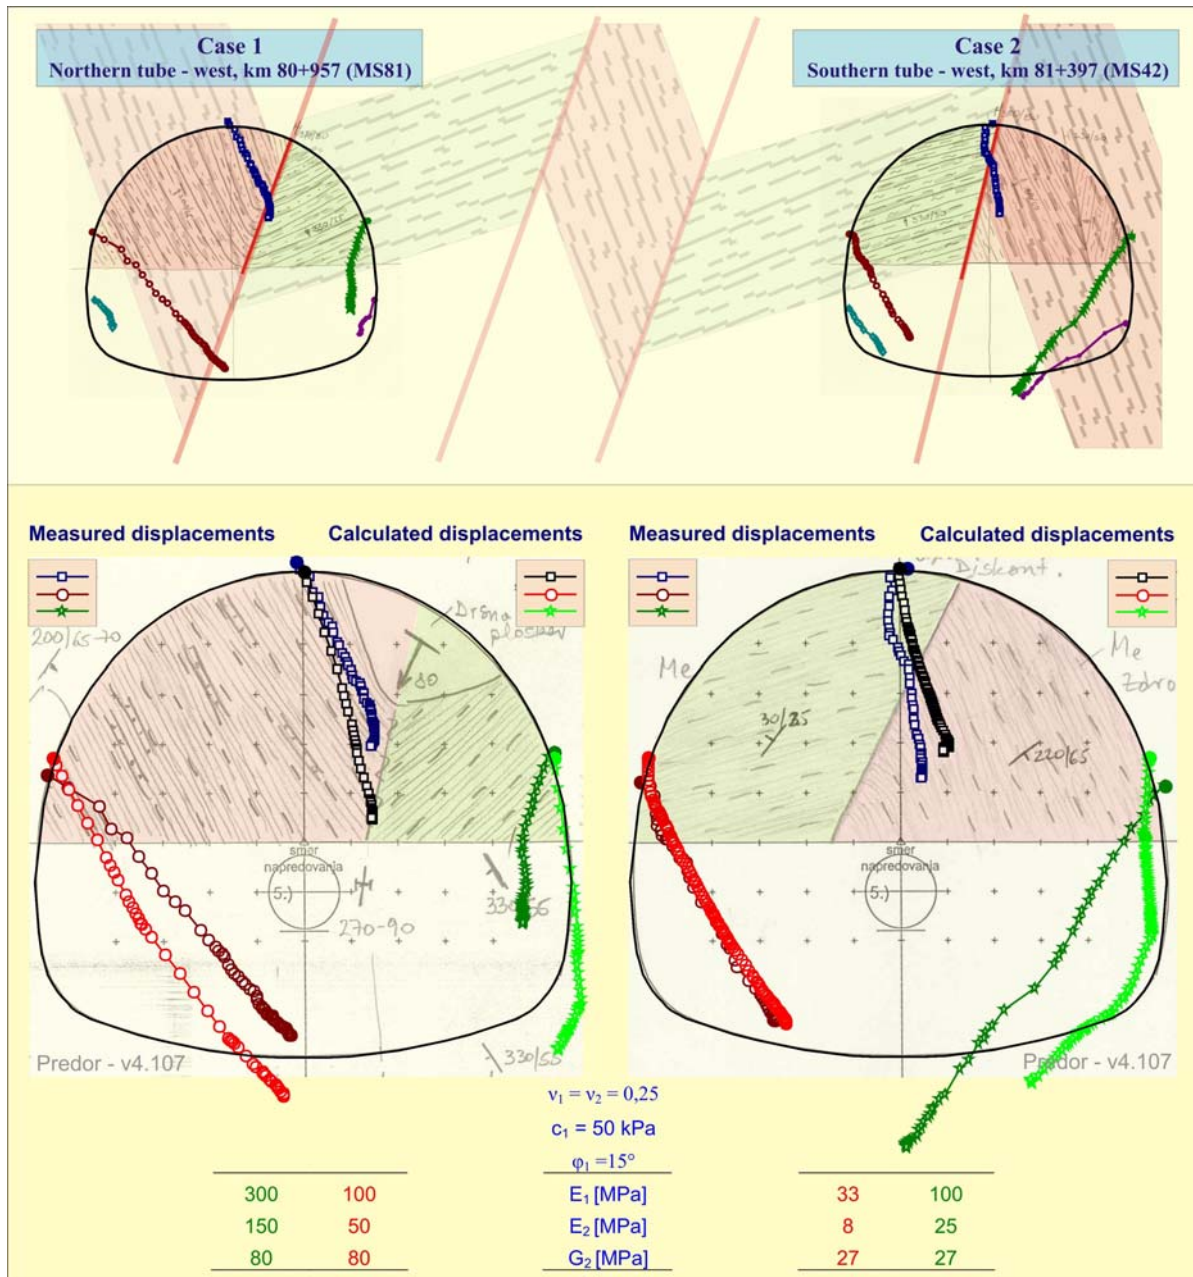 Case 1
Northern tube - west, km 80+957 (MS81)
Case 2
Southern tube - west, km 81+397 (MS42)
330/55
Measured displacements
Calculated displacements
Measured displacements
Calculated displacements
200/65-70
Drsna
80
smer
napredovanja
5.)
270-90
330/55
Predor - v4.107
Diskont.
Me
Me
Zdro
220/65
smer
napredovanja
5.)
Predor - v4.107
ν₁ = ν₂ = 0,25
c₁ = 50 kPa
φ₁ =15°
300 100 E₁ [MPa] 33 100
150 50 E₂ [MPa] 8 25
80 80 G₂ [MPa] 27 27